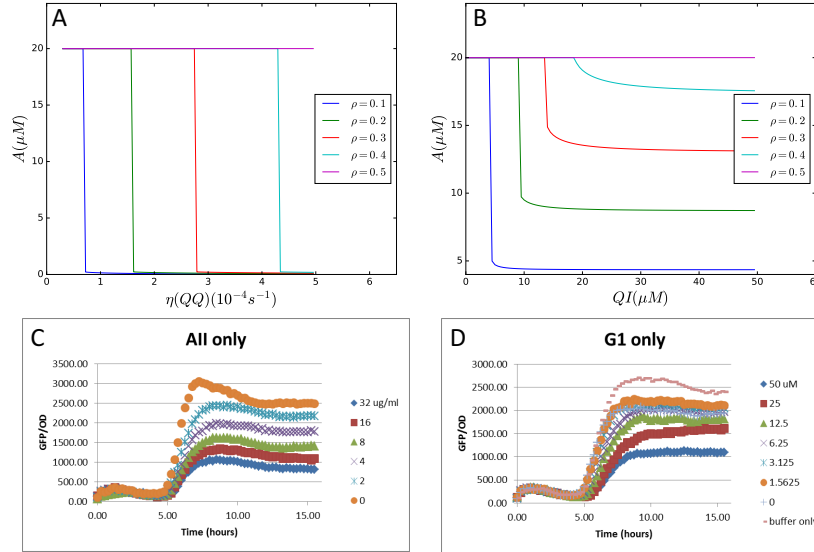 A
B
20
15
10
5
0
A(μM)
0
1
2
3
4
5
6
η(QQ)(10⁻⁴s⁻¹)
ρ = 0.1
ρ = 0.2
ρ = 0.3
ρ = 0.4
ρ = 0.5
25
20
15
10
5
A(μM)
0
10
20
30
40
50
60
QI(μM)
ρ = 0.1
ρ = 0.2
ρ = 0.3
ρ = 0.4
ρ = 0.5
C
AII only
3500.00
3000.00
2500.00
2000.00
1500.00
1000.00
500.00
0.00
GFP/OD
0.00
5.00
10.00
15.00
Time (hours)
32 ug/ml
16
8
4
2
0
D
G1 only
3000.00
2500.00
2000.00
1500.00
1000.00
500.00
0.00
GFP/OD
0.00
5.00
10.00
15.00
Time (hours)
50 uM
25
12.5
6.25
3.125
1.5625
0
buffer only